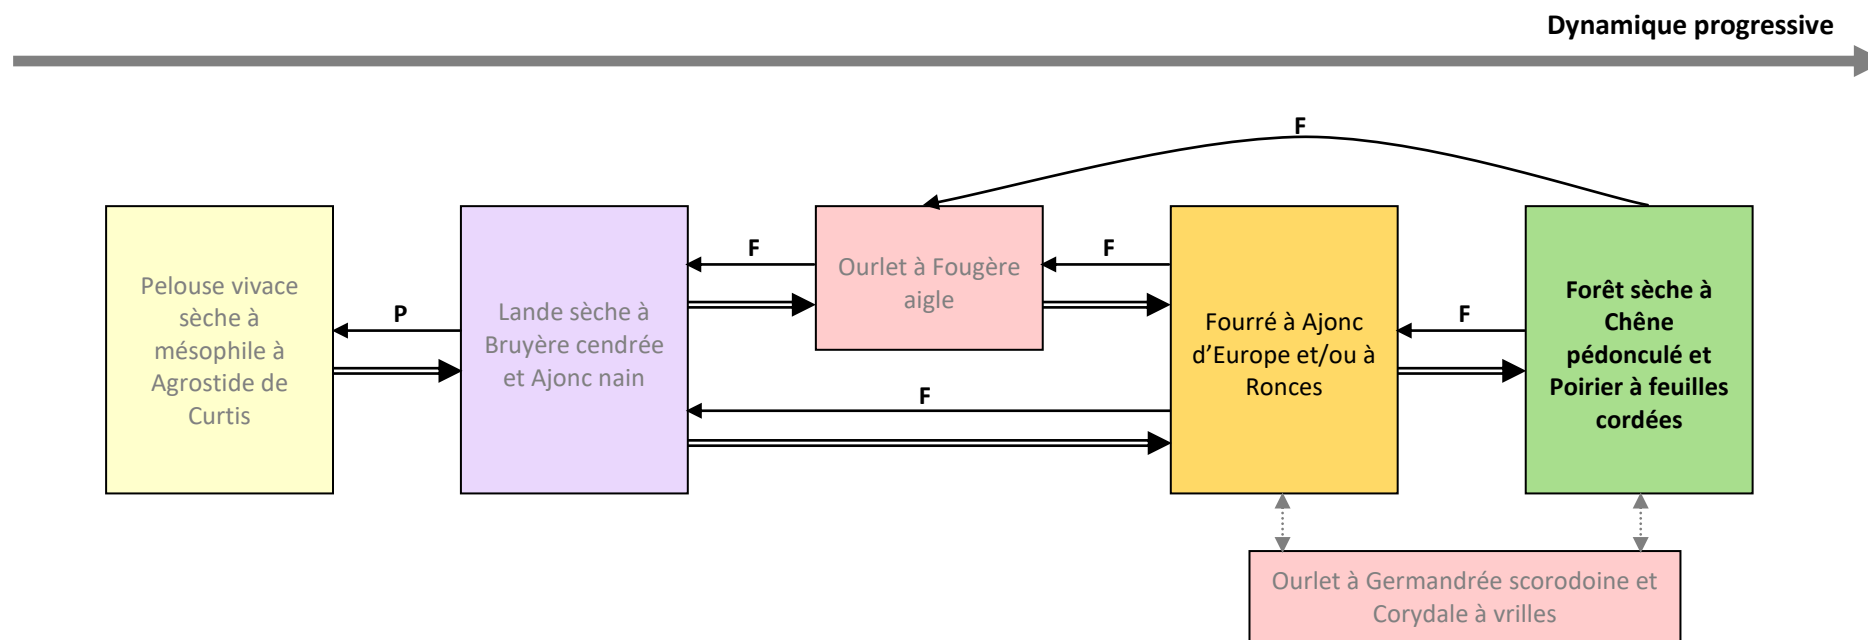 Dynamique progressive
F
Pelouse vivace
sèche à
mésophile à
Agrostide de
Curtis
P
Lande sèche à
Bruyère cendrée
et Ajonc nain
F
Ourlet à Fougère
aigle
F
F
Fourré à Ajonc
d’Europe et/ou à
Ronces
F
Forêt sèche à
Chêne
pédonculé et
Poirier à feuilles
cordées
Ourlet à Germandrée scorodoine et
Corydale à vrilles